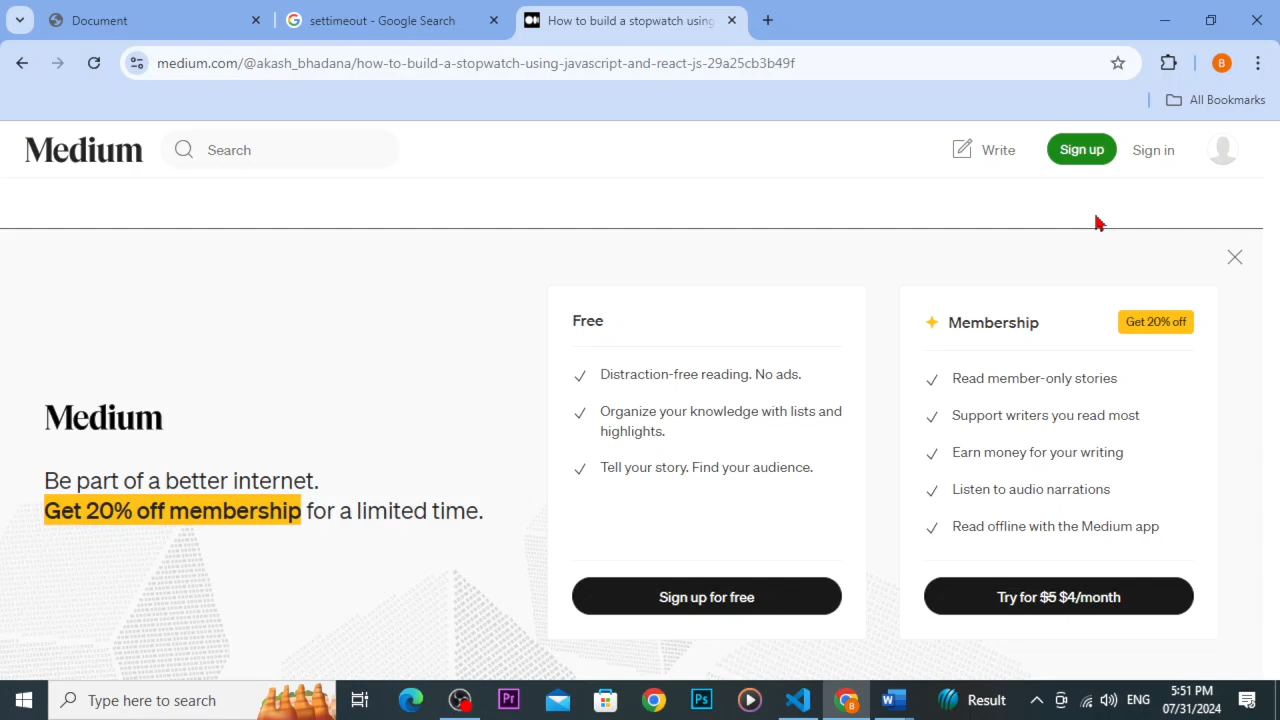 Document
settimeout - Google Search
How to build a stopwatch using
medium.com/@akash_bhadana/how-to-build-a-stopwatch-using-javascript-and-react-js-29a25cb3b49f
B
All Bookmarks
Medium
Search
Write
Sign up
Sign in
Free
Distraction-free reading. No ads.
Organize your knowledge with lists and
highlights.
Tell your story. Find your audience.
Sign up for free
Membership
Get 20% off
Read member-only stories
Support writers you read most
Earn money for your writing
Listen to audio narrations
Read offline with the Medium app
Try for $5 $4/month
Medium
Be part of a better internet.
Get 20% off membership for a limited time.
Type here to search
Pr
Ps
B
W
Result
ENG
5:51 PM
07/31/2024